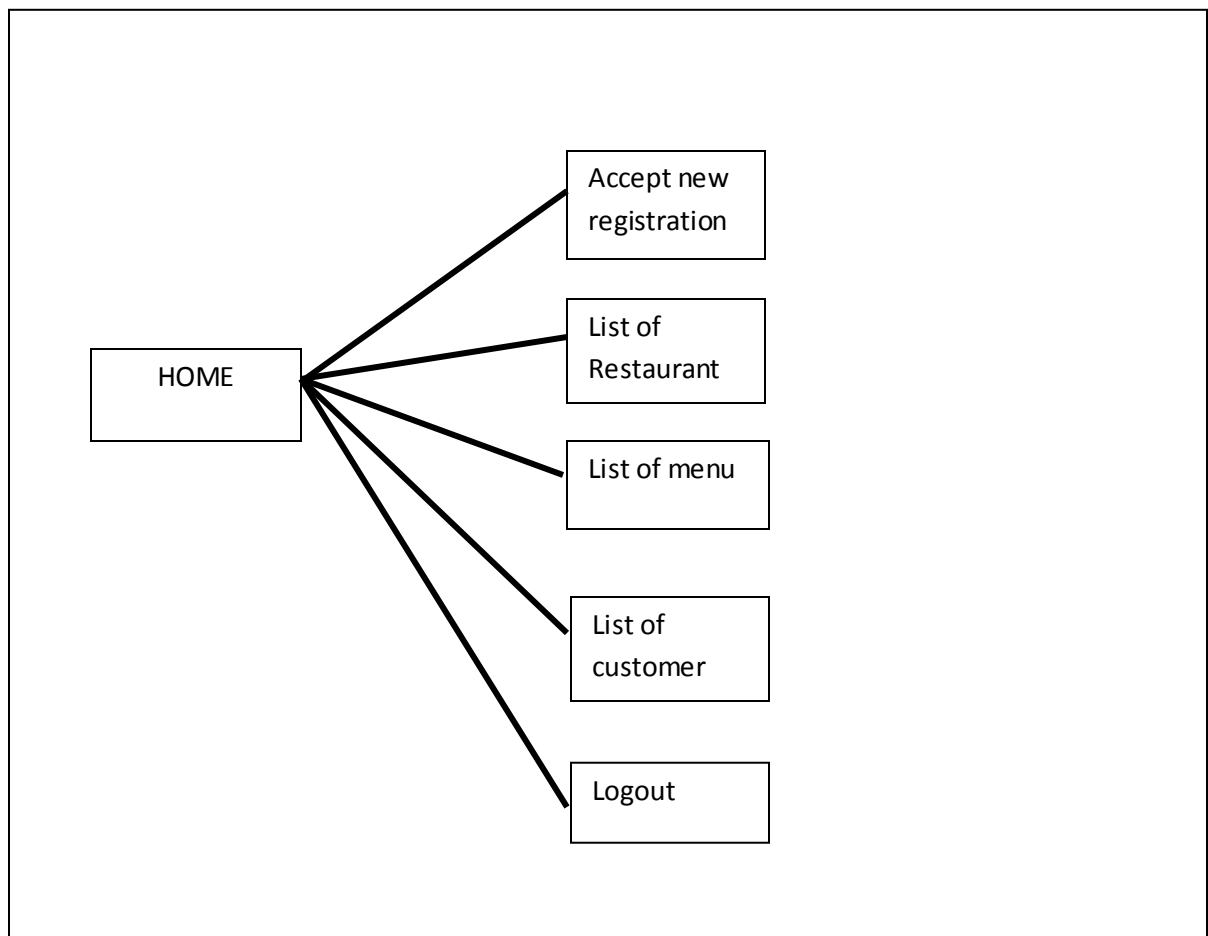 Accept new
registration
List of
Restaurant
HOME
List of menu
List of
customer
Logout